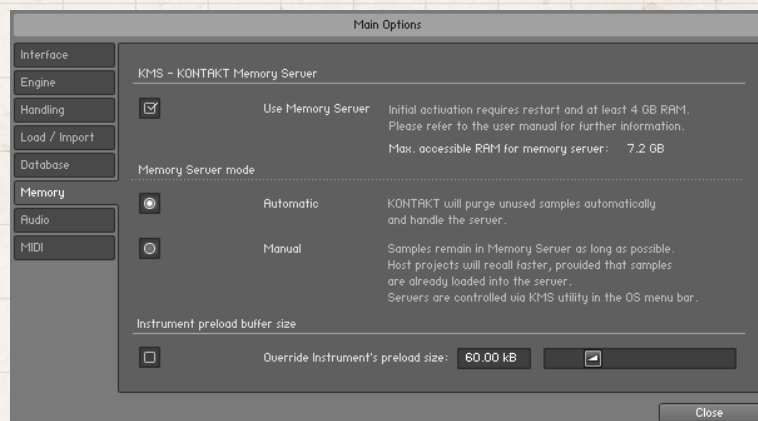 Main Options
Interface
Engine
Handling
Load / Import
Database
Memory
Audio
MIDI
KMS - KONTAKT Memory Server
Use Memory Server
Initial activation requires restart and at least 4 GB RAM.
Please refer to the user manual for further information.
Max. accessible RAM for memory server: 7.2 GB
Memory Server mode
Automatic
KONTAKT will purge unused samples automatically
and handle the server.
Manual
Samples remain in Memory Server as long as possible.
Host projects will recall faster, provided that samples
are already loaded into the server.
Servers are controlled via KMS utility in the OS menu bar.
Instrument preload buffer size
Override Instrument's preload size: 60.00 kB
Close